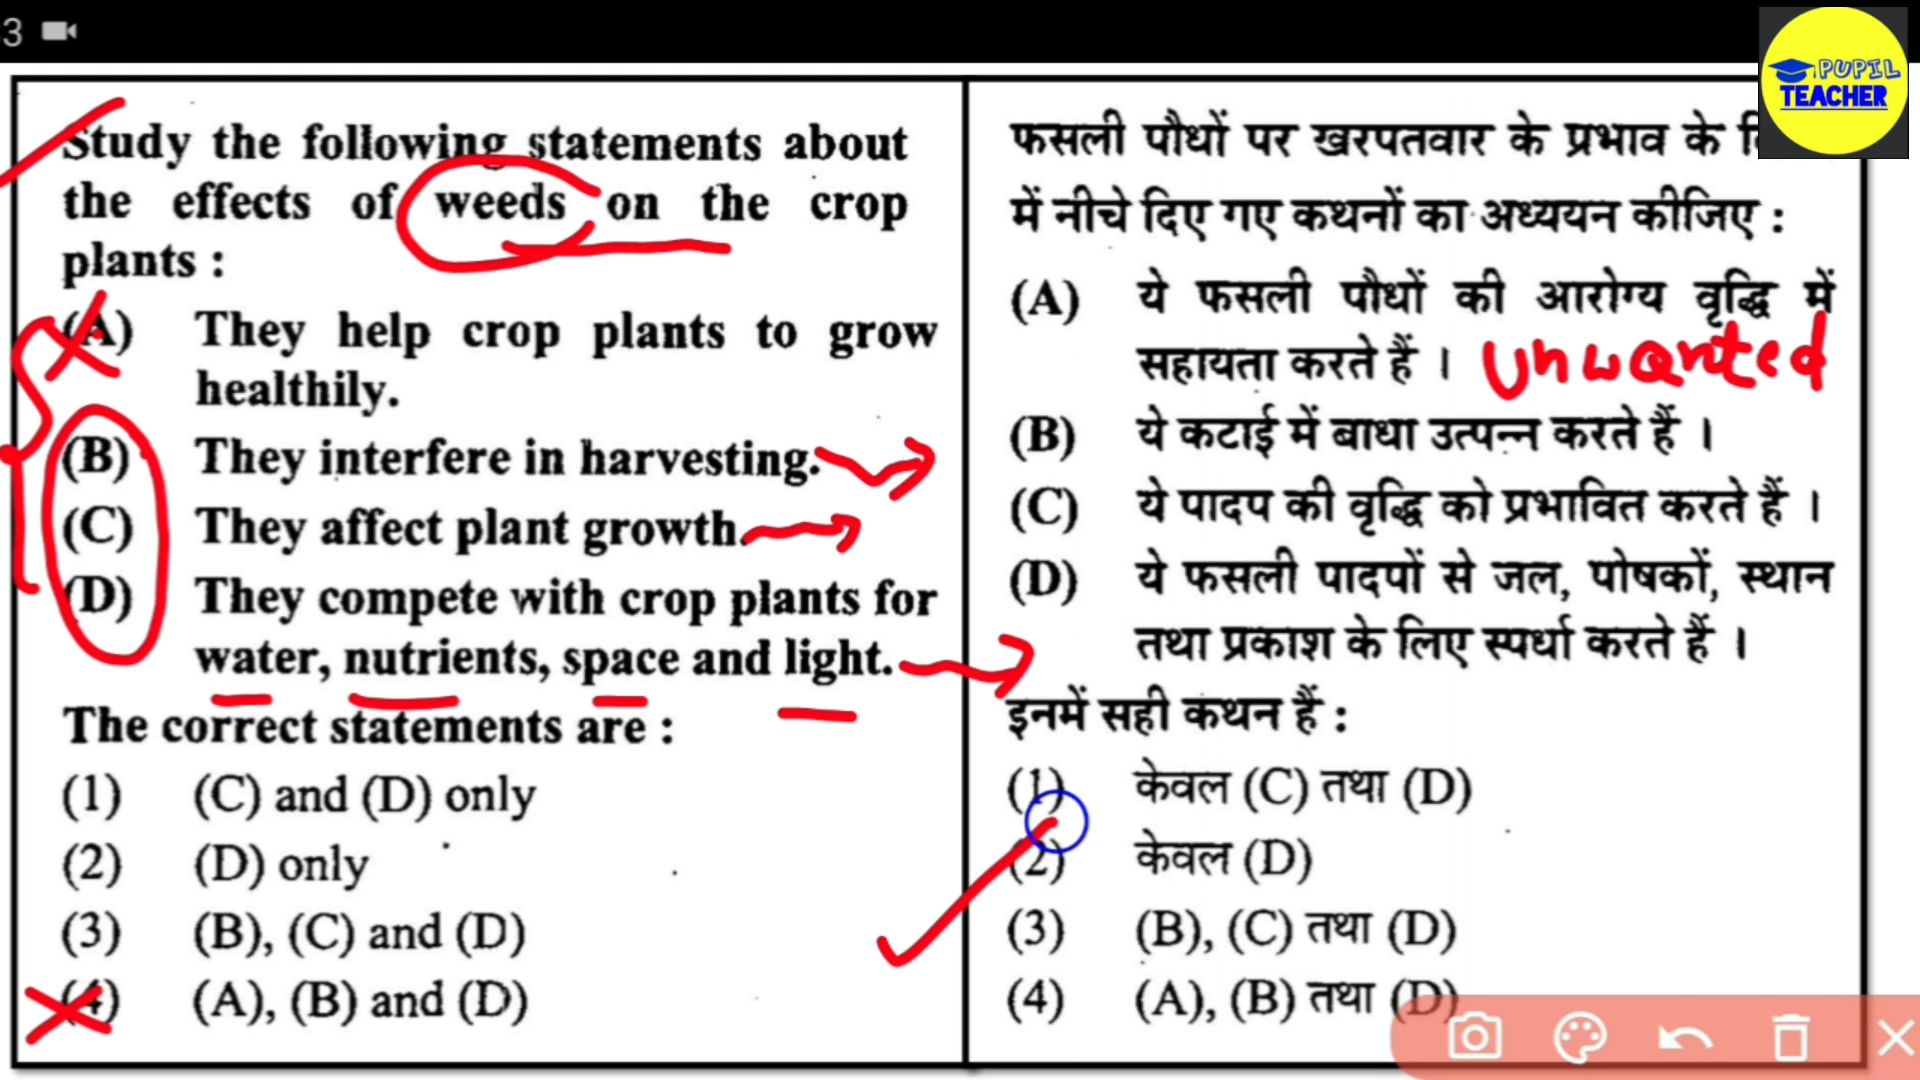 3
PUPIL
TEACHER
Study the following statements about
the effects of weeds on the crop
plants :
(A) They help crop plants to grow
healthily.
(B) They interfere in harvesting.
(C) They affect plant growth.
(D) They compete with crop plants for
water, nutrients, space and light.
The correct statements are :
(1) (C) and (D) only
(2) (D) only
(3) (B), (C) and (D)
(4) (A), (B) and (D)
फसली पौधों पर खरपतवार के प्रभाव के
में नीचे दिए गए कथनों का अध्ययन कीजिए :
(A) ये फसली पौधों की आरोग्य वृद्धि में
सहायता करते हैं । Unwanted
(B) ये कटाई में बाधा उत्पन्न करते हैं ।
(C) ये पादप की वृद्धि को प्रभावित करते हैं ।
(D) ये फसली पादपों से जल, पोषकों, स्थान
तथा प्रकाश के लिए स्पर्धा करते हैं ।
इनमें सही कथन हैं :
(1) केवल (C) तथा (D)
(2) केवल (D)
(3) (B), (C) तथा (D)
(4) (A), (B) तथा (D)